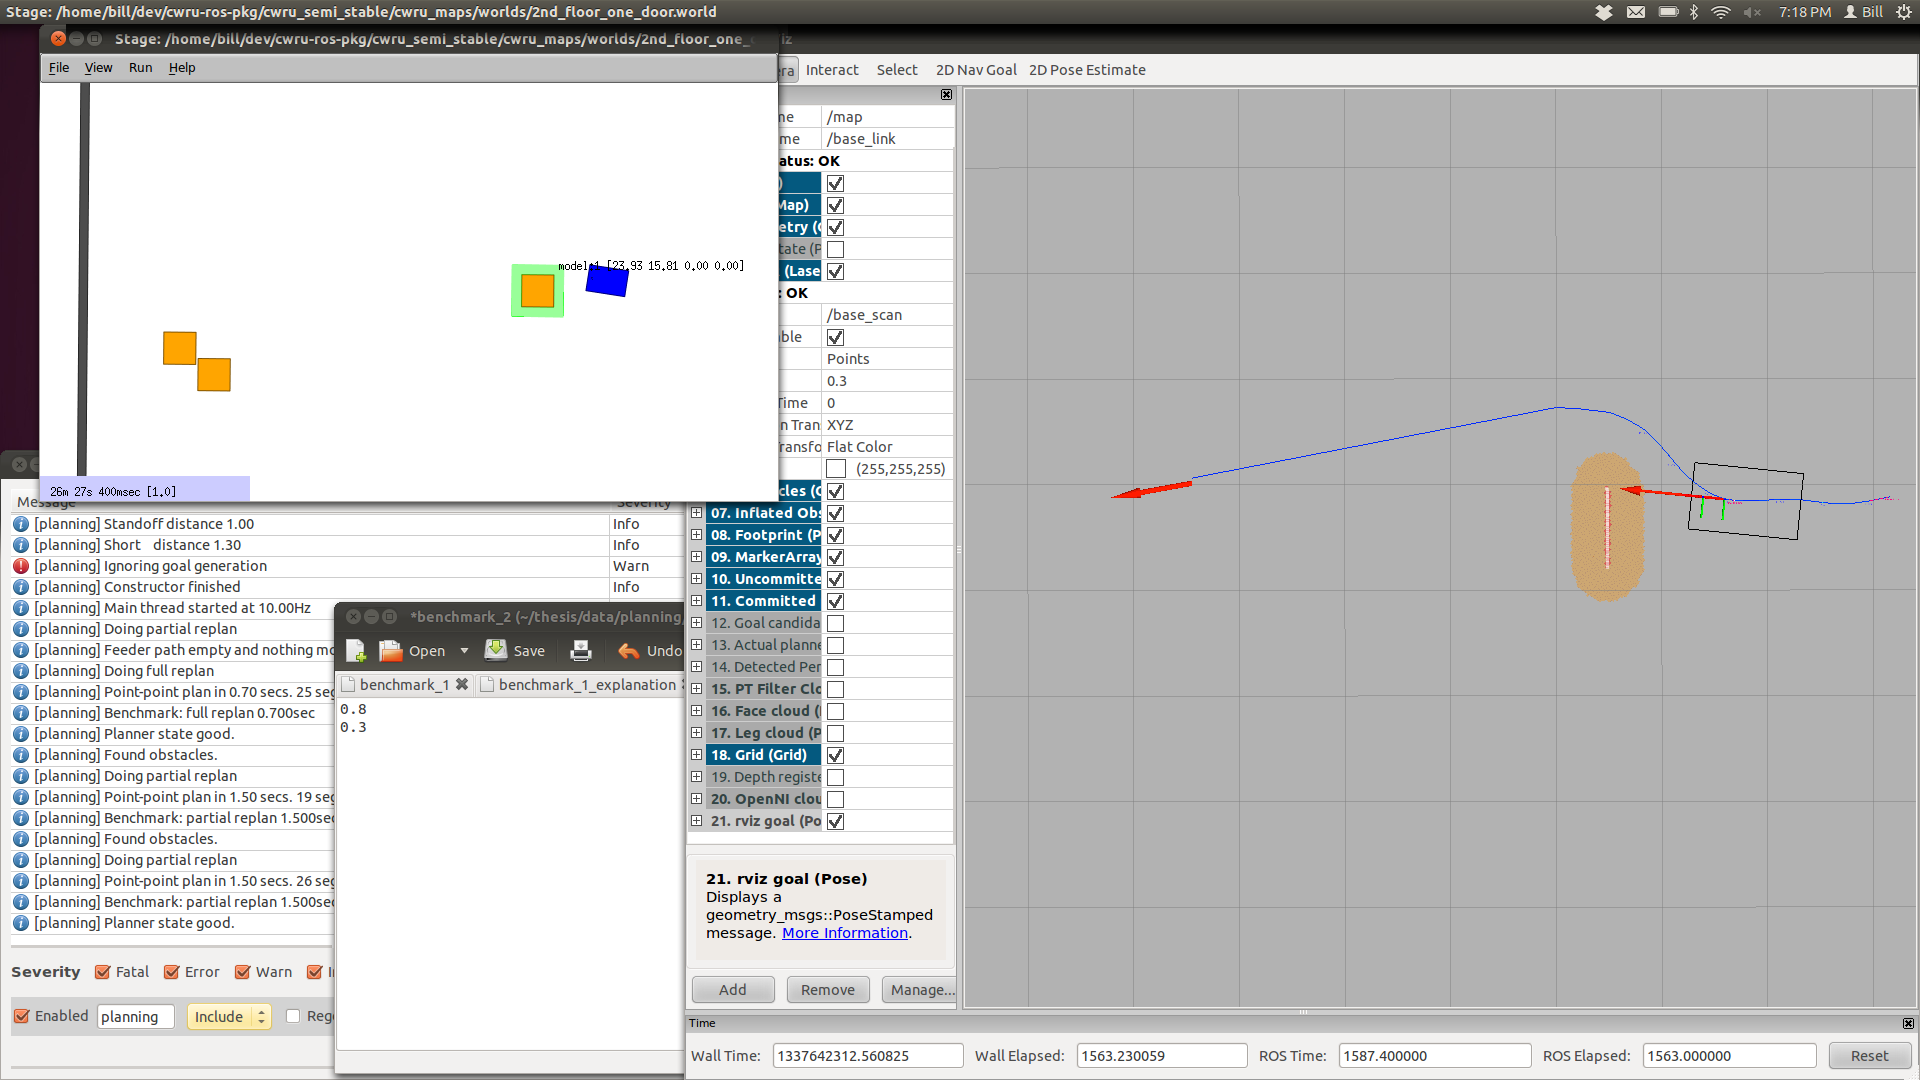 Stage: /home/bill/dev/cwru-ros-pkg/cwru_semi_stable/cwru_maps/worlds/2nd_floor_one_door.world
7:18 PM
Bill
Stage: /home/bill/dev/cwru-ros-pkg/cwru_semi_stable/cwru_maps/worlds/2nd_floor_one_
iz
File View Run Help
era Interact Select 2D Nav Goal 2D Pose Estimate
model:1 [23.93 15.81 0.00 0.00]
26m 27s 400msec [1.0]
me /map
me /base_link
atus: OK
)
Map)
etry (
tate (P
(Lase
: OK
/base_scan
ble
Points
0.3
Time 0
n Tran XYZ
ransfo Flat Color
(255,255,255)
cles (
07. Inflated Obs
08. Footprint (P
09. MarkerArray
10. Uncommitte
11. Committed
12. Goal candida
13. Actual planne
14. Detected Per
15. PT Filter Clo
16. Face cloud (
17. Leg cloud (P
18. Grid (Grid)
19. Depth registe
20. OpenNI clou
21. rviz goal (Po
21. rviz goal (Pose)
Displays a
geometry_msgs::PoseStamped
message. More Information.
Add Remove Manage...
Message Severity
[planning] Standoff distance 1.00 Info
[planning] Short distance 1.30 Info
[planning] Ignoring goal generation Warn
[planning] Constructor finished Info
[planning] Main thread started at 10.00Hz
[planning] Doing partial replan
[planning] Feeder path empty and nothing mo
[planning] Doing full replan
[planning] Point-point plan in 0.70 secs. 25 seg
[planning] Benchmark: full replan 0.700sec
[planning] Planner state good.
[planning] Found obstacles.
[planning] Doing partial replan
[planning] Point-point plan in 1.50 secs. 19 seg
[planning] Benchmark: partial replan 1.500sec
[planning] Found obstacles.
[planning] Doing partial replan
[planning] Point-point plan in 1.50 secs. 26 seg
[planning] Benchmark: partial replan 1.500sec
[planning] Planner state good.
Severity Fatal Error Warn
Enabled planning Include Reg
*benchmark_2 (~/thesis/data/planning/
Open Save Undo
benchmark_1 benchmark_1_explanation
0.8
0.3
Time
Wall Time: 1337642312.560825 Wall Elapsed: 1563.230059 ROS Time: 1587.400000 ROS Elapsed: 1563.000000 Reset